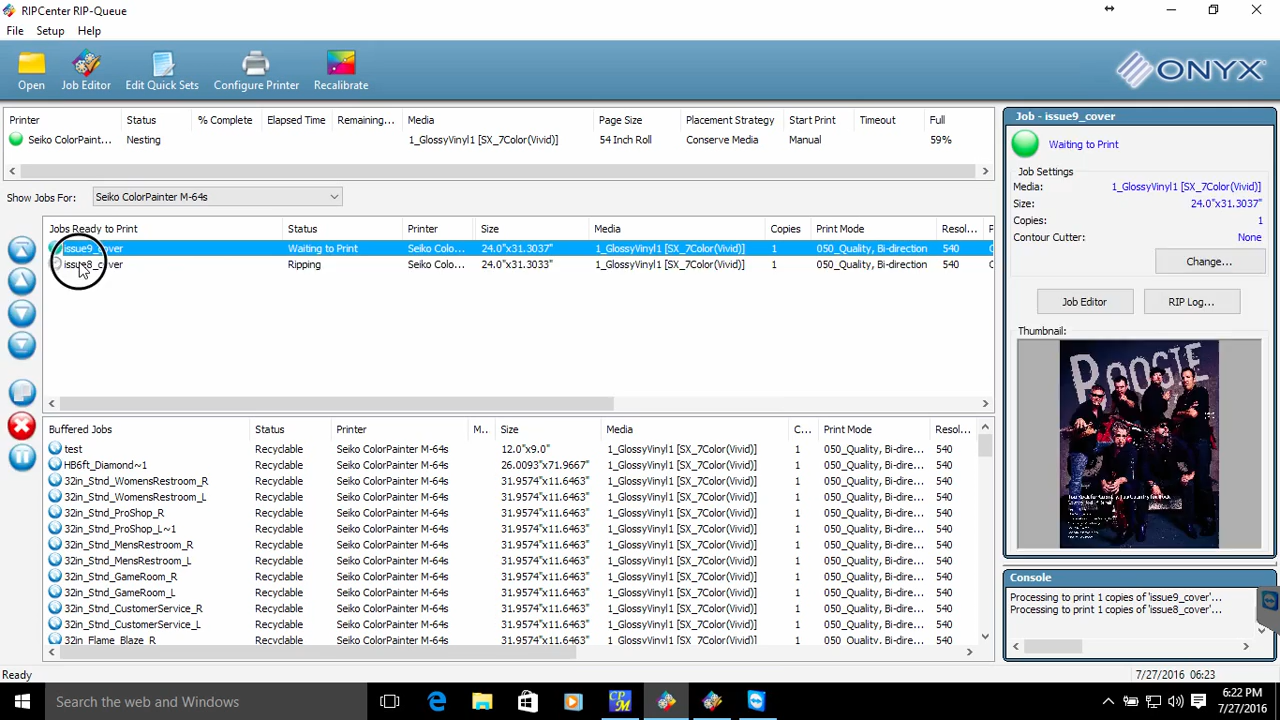 RIPCenter RIP-Queue
File Setup Help
Open Job Editor Edit Quick Sets Configure Printer Recalibrate
ONYX
Printer Status % Complete Elapsed Time Remaining... Media Page Size Placement Strategy Start Print Timeout Full
Seiko ColorPaint... Nesting 1_GlossyVinyl1 [SX_7Color(Vivid)] 54 Inch Roll Conserve Media Manual 59%
Show Jobs For: Seiko ColorPainter M-64s
Jobs Ready to Print Status Printer Size Media Copies Print Mode Resol...
issue9_cover Waiting to Print Seiko Colo... 24.0"x31.3037" 1_GlossyVinyl1 [SX_7Color(Vivid)] 1 050_Quality, Bi-direction 540
issue8_cover Ripping Seiko Colo... 24.0"x31.3033" 1_GlossyVinyl1 [SX_7Color(Vivid)] 1 050_Quality, Bi-direction 540
Buffered Jobs Status Printer M... Size Media C... Print Mode Resol...
test Recyclable Seiko ColorPainter M-64s 12.0"x9.0" 1_GlossyVinyl1 [SX_7Color(Vivid)] 1 050_Quality, Bi-dire... 540
HB6ft_Diamond~1 Recyclable Seiko ColorPainter M-64s 26.0093"x71.9667" 1_GlossyVinyl1 [SX_7Color(Vivid)] 1 050_Quality, Bi-dire... 540
32in_Stnd_WomensRestroom_R Recyclable Seiko ColorPainter M-64s 31.9574"x11.6463" 1_GlossyVinyl1 [SX_7Color(Vivid)] 1 050_Quality, Bi-dire... 540
32in_Stnd_WomensRestroom_L Recyclable Seiko ColorPainter M-64s 31.9574"x11.6463" 1_GlossyVinyl1 [SX_7Color(Vivid)] 1 050_Quality, Bi-dire... 540
32in_Stnd_ProShop_R Recyclable Seiko ColorPainter M-64s 31.9574"x11.6463" 1_GlossyVinyl1 [SX_7Color(Vivid)] 1 050_Quality, Bi-dire... 540
32in_Stnd_ProShop_L~1 Recyclable Seiko ColorPainter M-64s 31.9574"x11.6463" 1_GlossyVinyl1 [SX_7Color(Vivid)] 1 050_Quality, Bi-dire... 540
32in_Stnd_MensRestroom_R Recyclable Seiko ColorPainter M-64s 31.9574"x11.6463" 1_GlossyVinyl1 [SX_7Color(Vivid)] 1 050_Quality, Bi-dire... 540
32in_Stnd_MensRestroom_L Recyclable Seiko ColorPainter M-64s 31.9574"x11.6463" 1_GlossyVinyl1 [SX_7Color(Vivid)] 1 050_Quality, Bi-dire... 540
32in_Stnd_GameRoom_R Recyclable Seiko ColorPainter M-64s 31.9574"x11.6463" 1_GlossyVinyl1 [SX_7Color(Vivid)] 1 050_Quality, Bi-dire... 540
32in_Stnd_GameRoom_L Recyclable Seiko ColorPainter M-64s 31.9574"x11.6463" 1_GlossyVinyl1 [SX_7Color(Vivid)] 1 050_Quality, Bi-dire... 540
32in_Stnd_CustomerService_R Recyclable Seiko ColorPainter M-64s 31.9574"x11.6463" 1_GlossyVinyl1 [SX_7Color(Vivid)] 1 050_Quality, Bi-dire... 540
32in_Stnd_CustomerService_L Recyclable Seiko ColorPainter M-64s 31.9574"x11.6463" 1_GlossyVinyl1 [SX_7Color(Vivid)] 1 050_Quality, Bi-dire... 540
32in_Flame_Blaze_R Recyclable Seiko ColorPainter M-64s 31.9574"x11.6463" 1_GlossyVinyl1 [SX_7Color(Vivid)] 1 050_Quality, Bi-dire... 540
Job - issue9_cover
Waiting to Print
Job Settings
Media: 1_GlossyVinyl1 [SX_7Color(Vivid)]
Size: 24.0"x31.3037"
Copies: 1
Contour Cutter: None
Change...
Job Editor RIP Log...
Thumbnail:
BOOGIE
Console
Processing to print 1 copies of 'issue9_cover'...
Processing to print 1 copies of 'issue8_cover'...
Ready 7/27/2016 06:23
Search the web and Windows
CPM
6:22 PM
7/27/2016